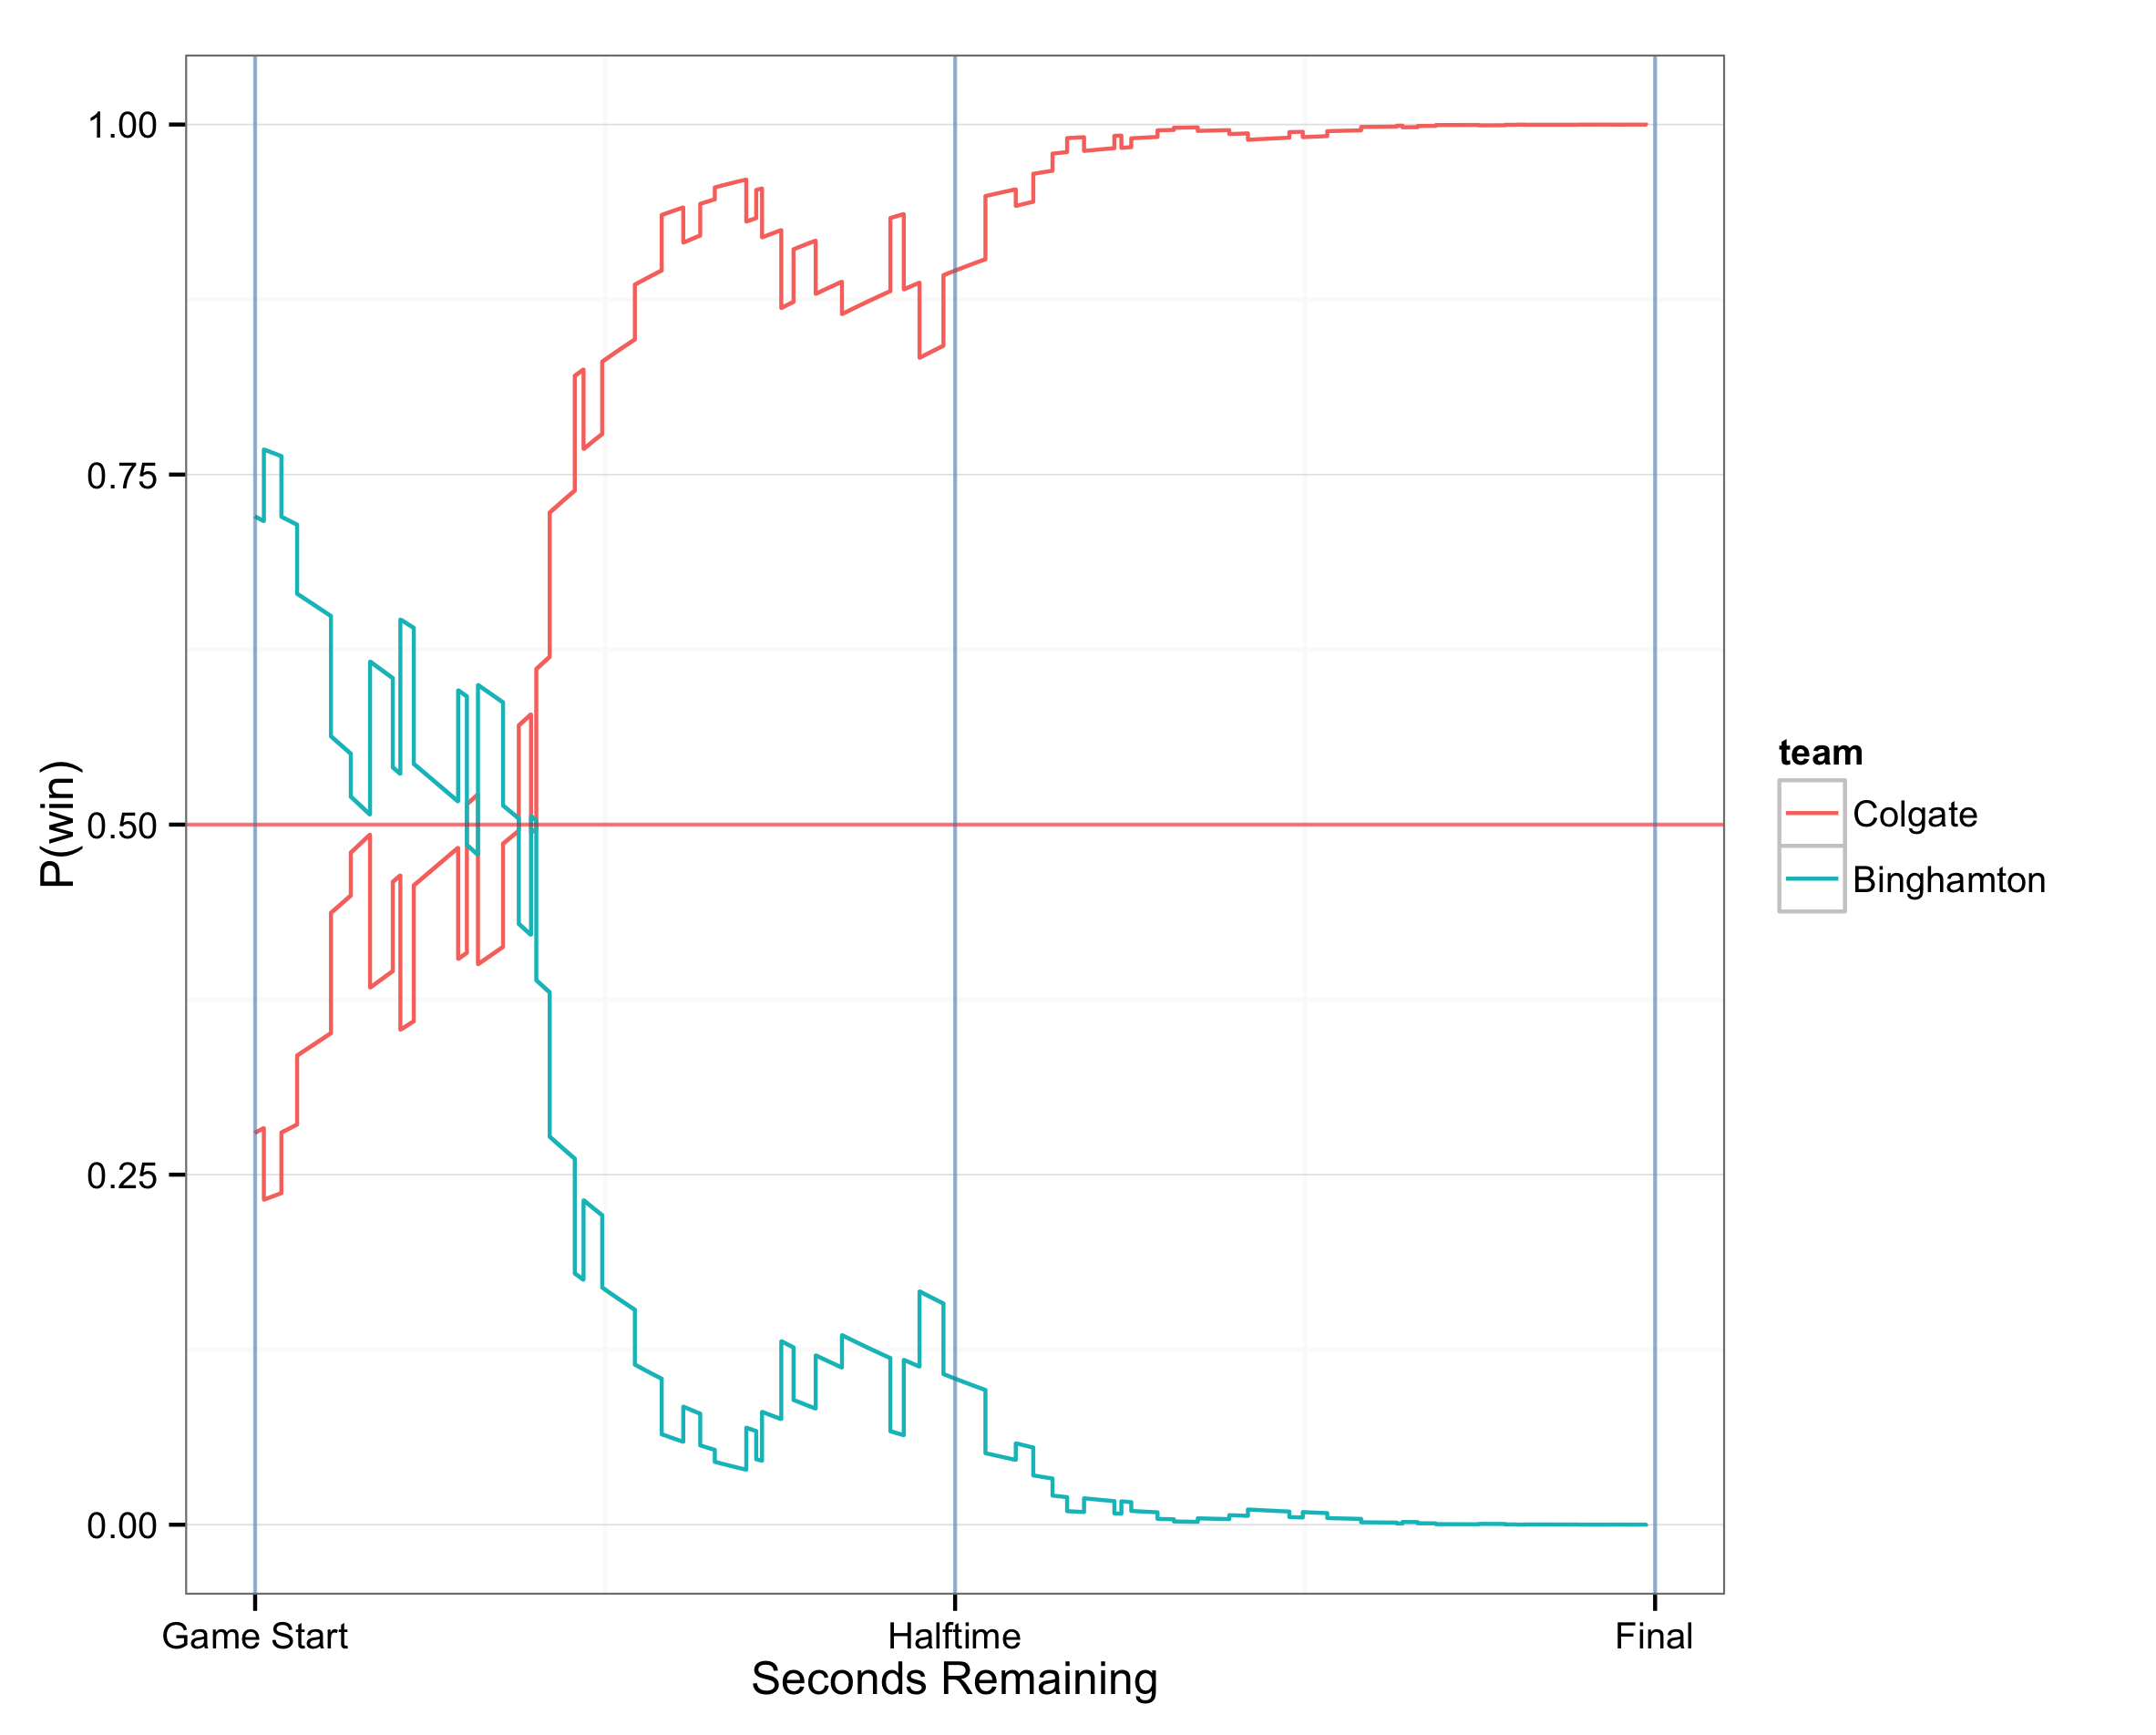 1.00
0.75
0.50
0.25
0.00
P(win)
Game Start
Halftime
Final
Seconds Remaining
team
Colgate
Binghamton